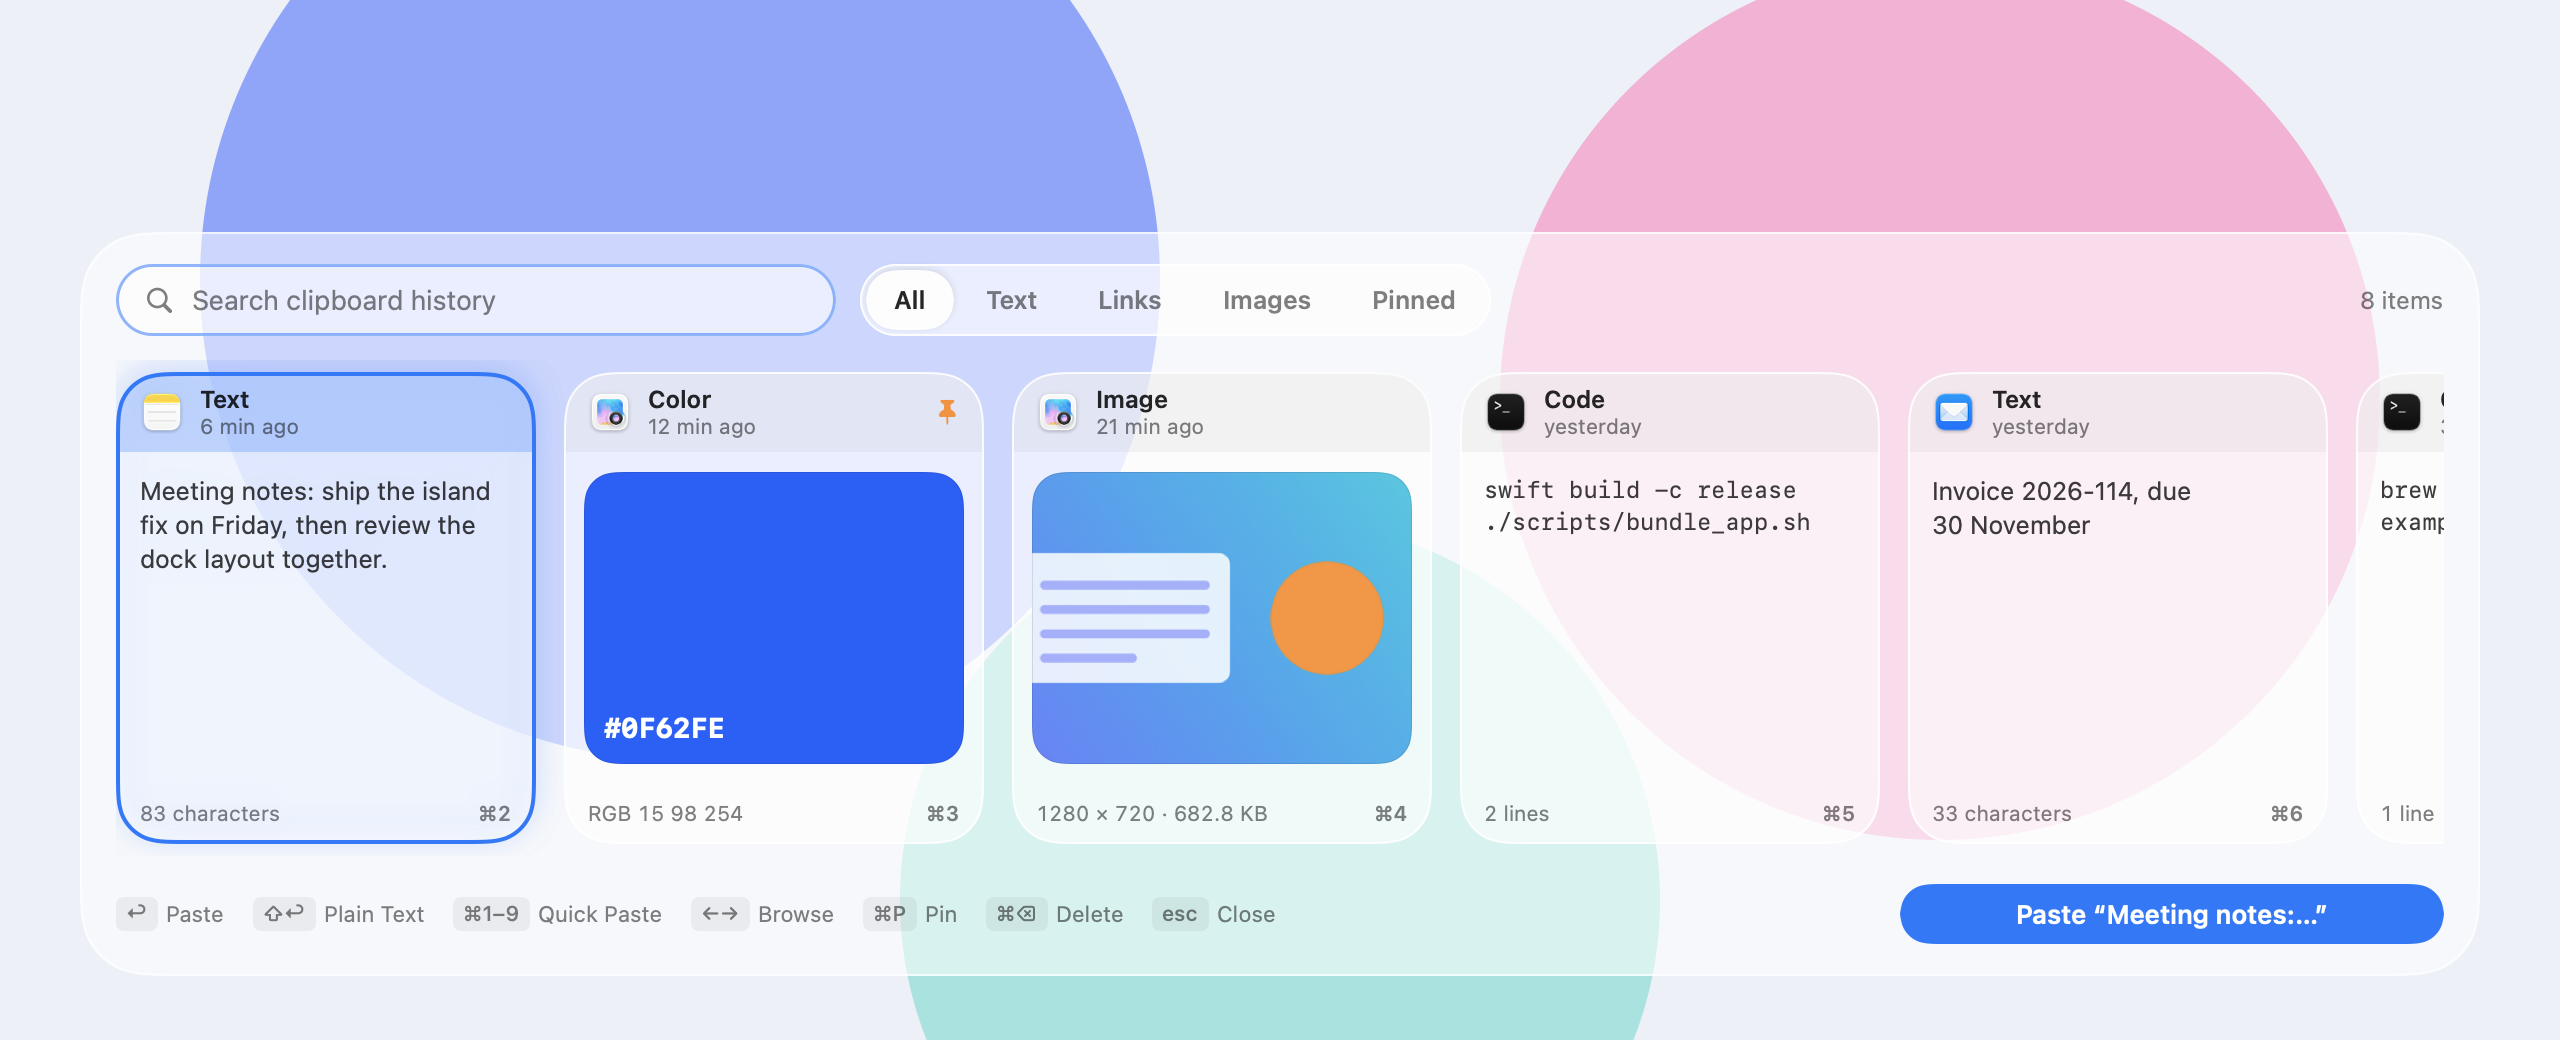 Search clipboard history
All Text Links Images Pinned
8 items
Text
6 min ago
Meeting notes: ship the island
fix on Friday, then review the
dock layout together.
83 characters ⌘2
Color
12 min ago
#0F62FE
RGB 15 98 254 ⌘3
Image
21 min ago
1280 × 720 · 682.8 KB ⌘4
Code
yesterday
>_
swift build -c release
./scripts/bundle_app.sh
2 lines ⌘5
Text
yesterday
Invoice 2026-114, due
30 November
33 characters ⌘6
>_
brew
1 line
↩ Paste ⇧↩ Plain Text ⌘1–9 Quick Paste ←→ Browse ⌘P Pin ⌘⌫ Delete esc Close
Paste “Meeting notes:...”